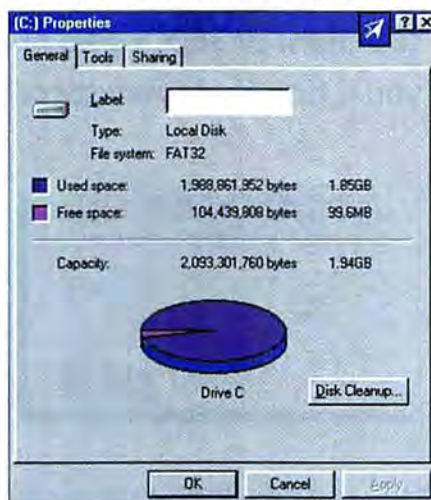 (C:) Properties
? X
General Tools Sharing
Label:
Type: Local Disk
File system: FAT32
Used space: 1,988,861,952 bytes 1.85GB
Free space: 104,439,808 bytes 99.6MB
Capacity: 2,093,301,760 bytes 1.94GB
Drive C
Disk Cleanup...
OK Cancel Apply